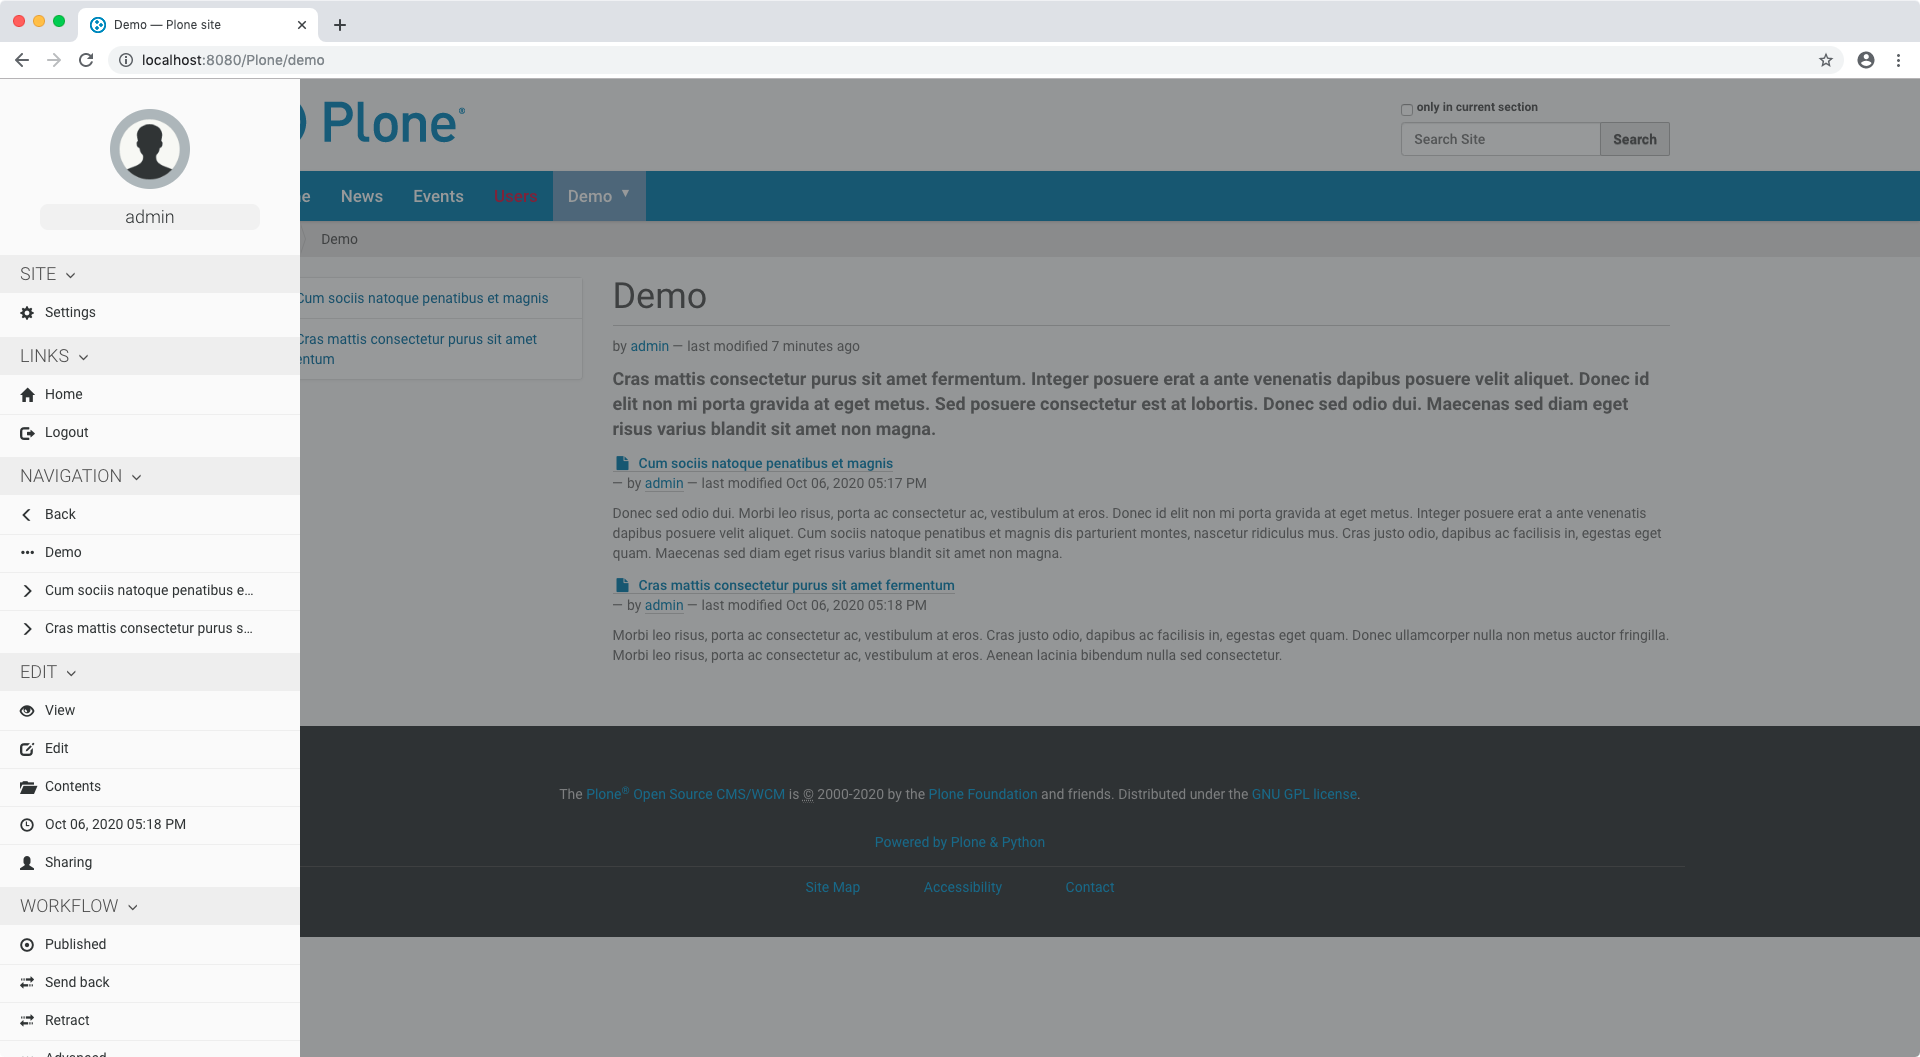 Demo — Plone site
localhost:8080/Plone/demo
admin
SITE
Settings
LINKS
Home
Logout
NAVIGATION
Back
Demo
Cum sociis natoque penatibus e...
Cras mattis consectetur purus s...
EDIT
View
Edit
Contents
Oct 06, 2020 05:18 PM
Sharing
WORKFLOW
Published
Send back
Retract
Advanced
Plone®
only in current section
Search Site
Search
e
News
Events
Users
Demo ▼
Demo
Cum sociis natoque penatibus et magnis
Cras mattis consectetur purus sit amet
entum
Demo
by admin — last modified 7 minutes ago
Cras mattis consectetur purus sit amet fermentum. Integer posuere erat a ante venenatis dapibus posuere velit aliquet. Donec id
elit non mi porta gravida at eget metus. Sed posuere consectetur est at lobortis. Donec sed odio dui. Maecenas sed diam eget
risus varius blandit sit amet non magna.
Cum sociis natoque penatibus et magnis
— by admin — last modified Oct 06, 2020 05:17 PM
Donec sed odio dui. Morbi leo risus, porta ac consectetur ac, vestibulum at eros. Donec id elit non mi porta gravida at eget metus. Integer posuere erat a ante venenatis
dapibus posuere velit aliquet. Cum sociis natoque penatibus et magnis dis parturient montes, nascetur ridiculus mus. Cras justo odio, dapibus ac facilisis in, egestas eget
quam. Maecenas sed diam eget risus varius blandit sit amet non magna.
Cras mattis consectetur purus sit amet fermentum
— by admin — last modified Oct 06, 2020 05:18 PM
Morbi leo risus, porta ac consectetur ac, vestibulum at eros. Cras justo odio, dapibus ac facilisis in, egestas eget quam. Donec ullamcorper nulla non metus auctor fringilla.
Morbi leo risus, porta ac consectetur ac, vestibulum at eros. Aenean lacinia bibendum nulla sed consectetur.
The Plone® Open Source CMS/WCM is © 2000-2020 by the Plone Foundation and friends. Distributed under the GNU GPL license.
Powered by Plone & Python
Site Map
Accessibility
Contact